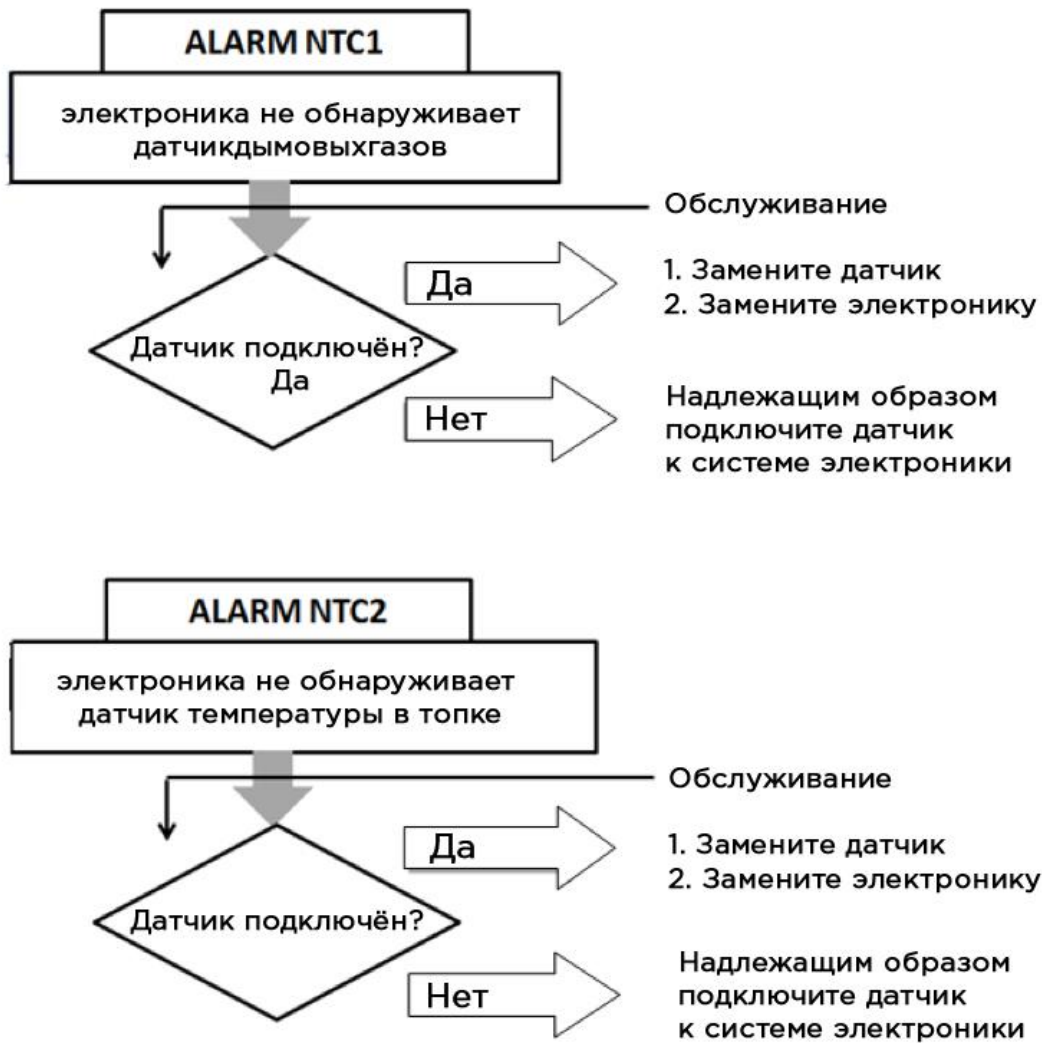 ALARM NTC1
электроника не обнаруживает
датчикдымовыхгазов
Обслуживание
Да
1. Замените датчик
2. Замените электронику
Датчик подключён?
Да
Нет
Надлежащим образом
подключите датчик
к системе электроники
ALARM NTC2
электроника не обнаруживает
датчик температуры в топке
Обслуживание
Да
1. Замените датчик
2. Замените электронику
Датчик подключён?
Нет
Надлежащим образом
подключите датчик
к системе электроники